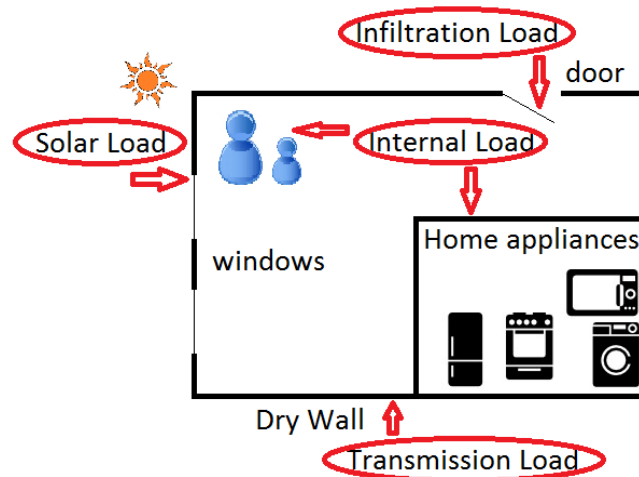 Infiltration Load
door
Solar Load
Internal Load
Home appliances
windows
Dry Wall
Transmission Load